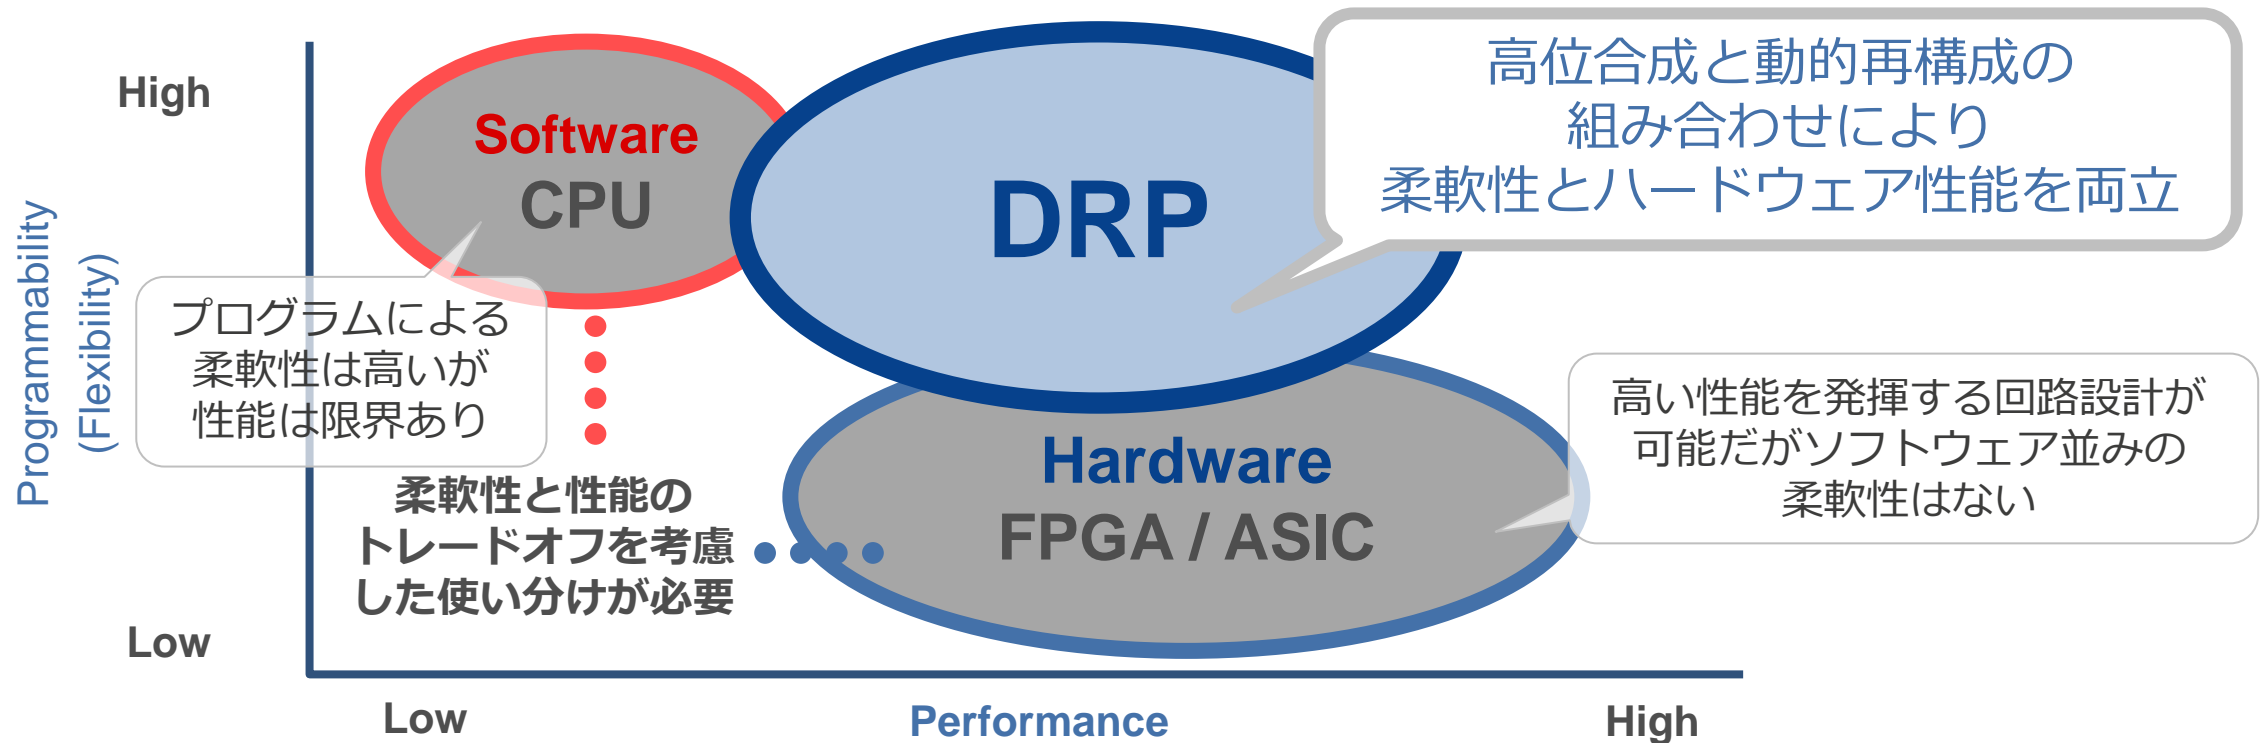 高位合成と動的再構成の
組み合わせにより
柔軟性とハードウェア性能を両立
High
Software
CPU
DRP
Programmability
(Flexibility)
プログラムによる
柔軟性は高いが
性能は限界あり
高い性能を発揮する回路設計が
可能だがソフトウェア並みの
柔軟性はない
Hardware
FPGA / ASIC
柔軟性と性能の
トレードオフを考慮
した使い分けが必要
Low
Low
Performance
High